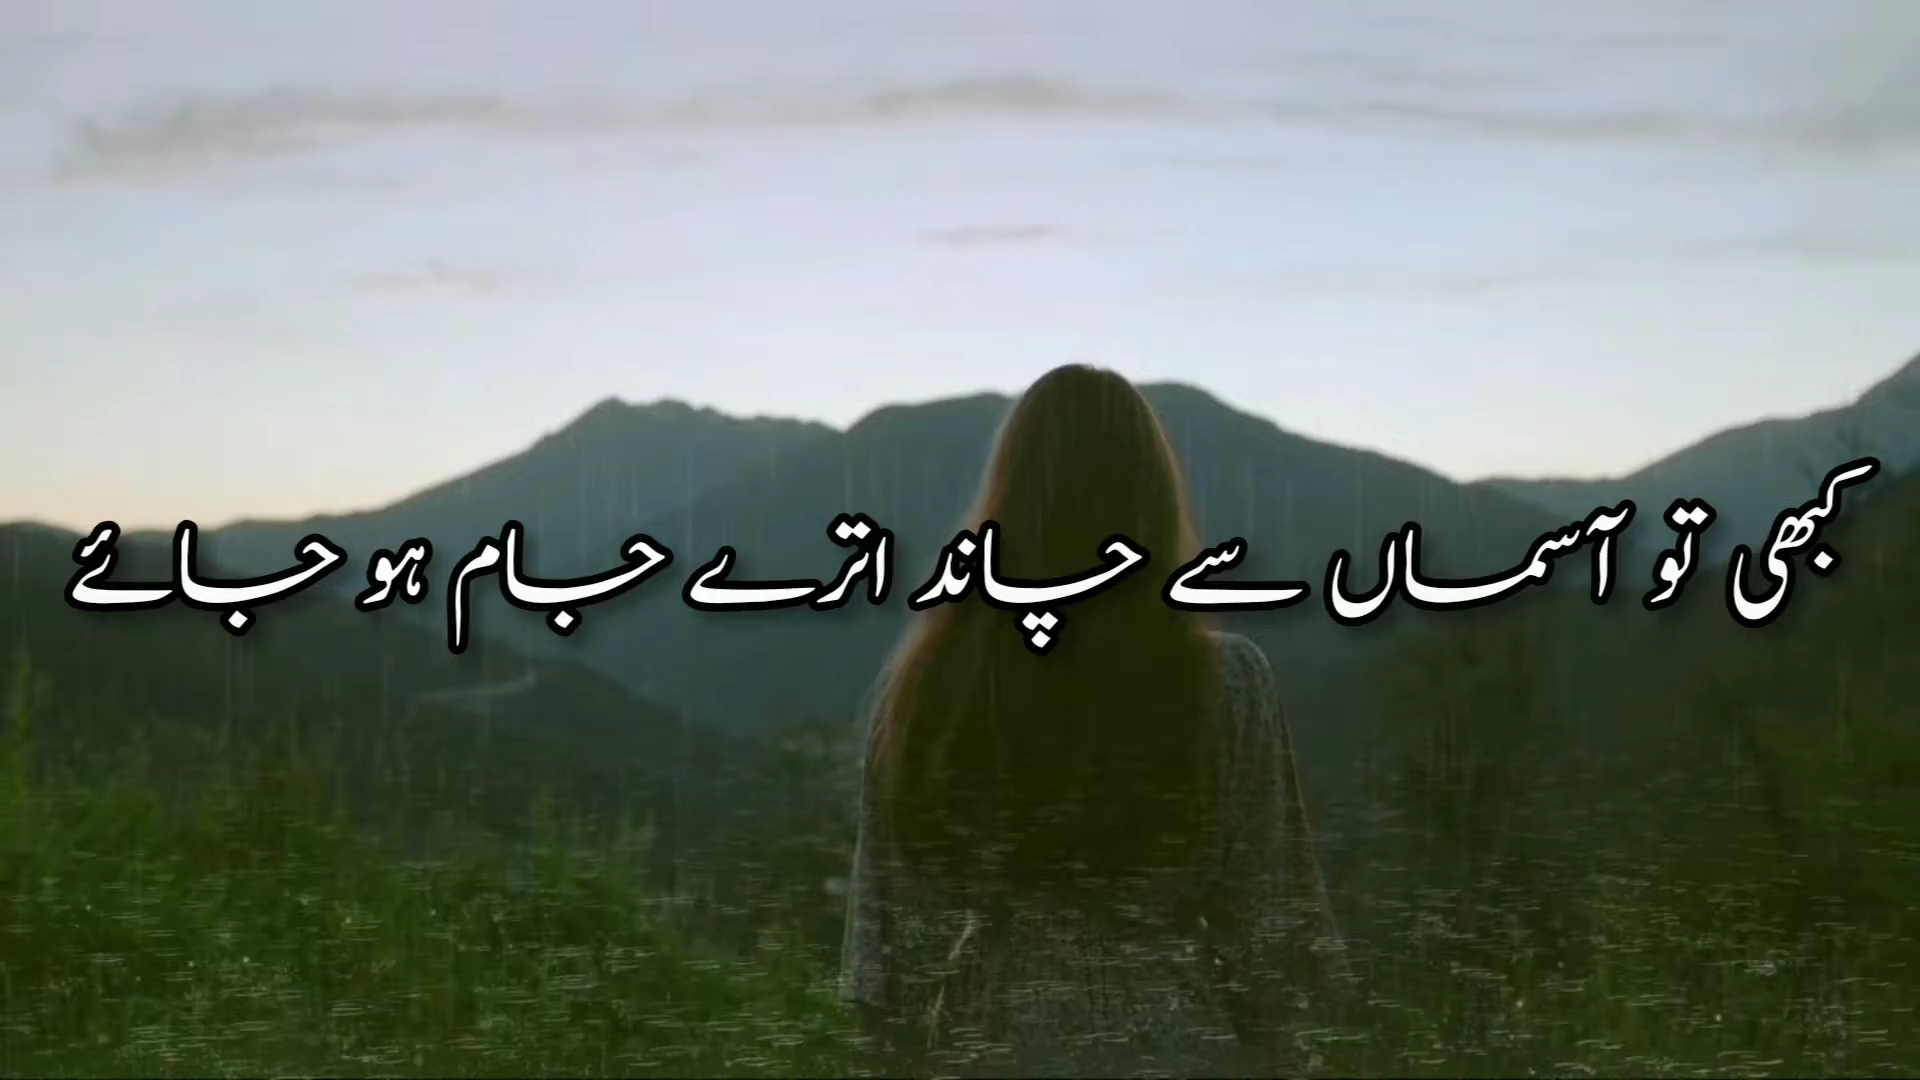 کبھی تو آسماں سے چاند اترے جام ہو جائے